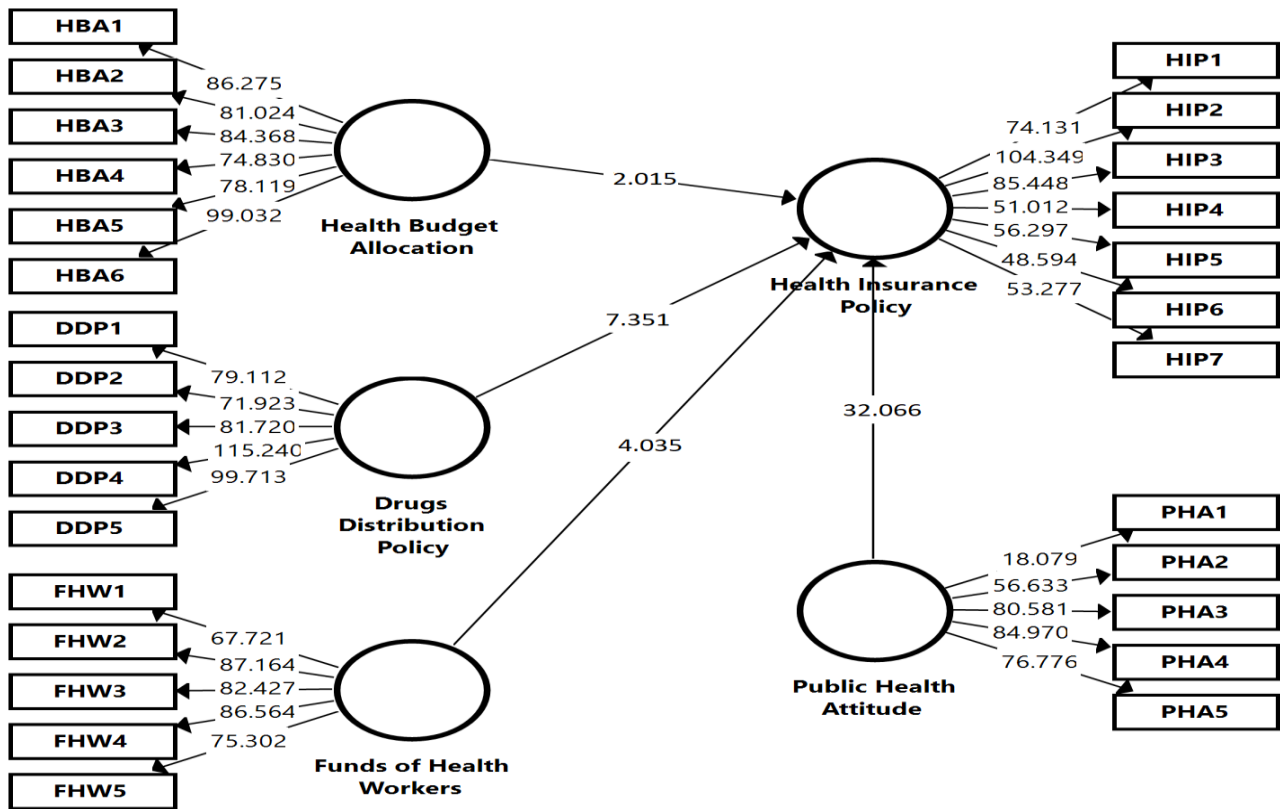 HBA1
HBA2
HBA3
HBA4
HBA5
HBA6
86.275
81.024
84.368
74.830
78.119
99.032
Health Budget
Allocation
2.015
DDP1
DDP2
DDP3
DDP4
DDP5
79.112
71.923
81.720
115.240
99.713
Drugs
Distribution
Policy
7.351
FHW1
FHW2
FHW3
FHW4
FHW5
67.721
87.164
82.427
86.564
75.302
Funds of Health
Workers
4.035
Health Insurance
Policy
74.131
104.349
85.448
51.012
56.297
48.594
53.277
HIP1
HIP2
HIP3
HIP4
HIP5
HIP6
HIP7
32.066
Public Health
Attitude
18.079
56.633
80.581
84.970
76.776
PHA1
PHA2
PHA3
PHA4
PHA5